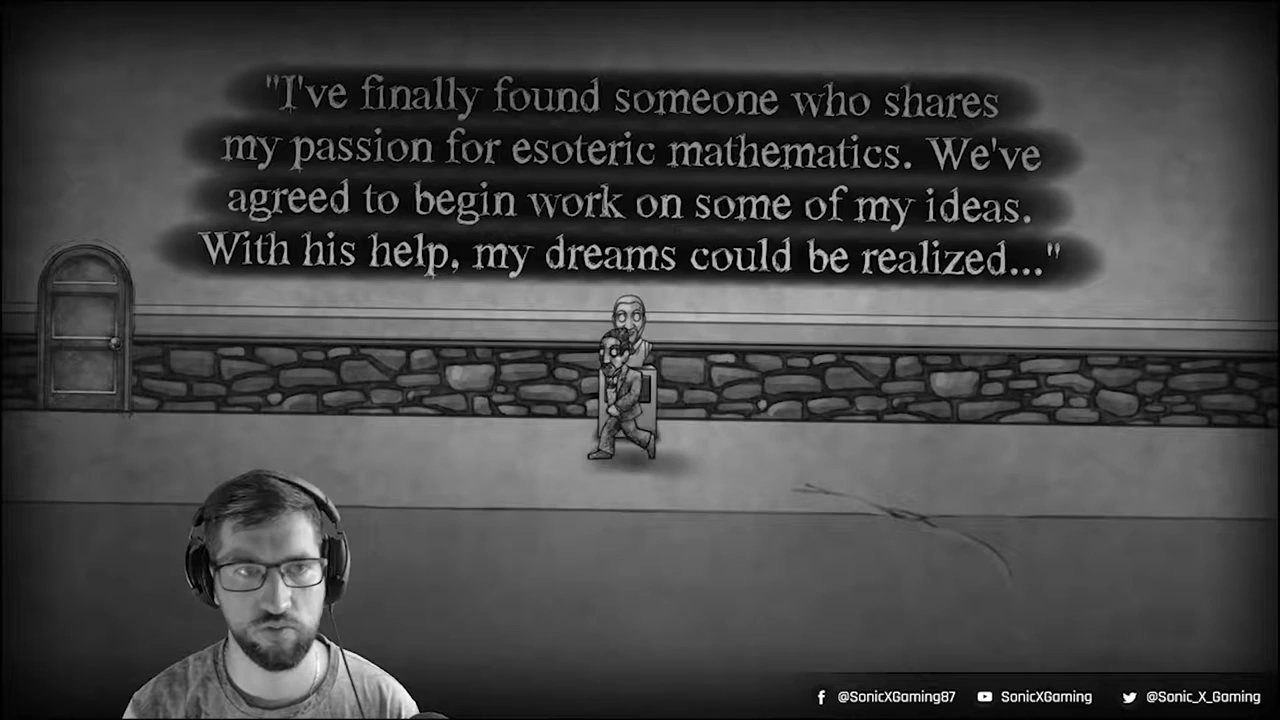 "I've finally found someone who shares
my passion for esoteric mathematics. We've
agreed to begin work on some of my ideas.
With his help, my dreams could be realized..."
@SonicXGaming87 SonicXGaming @Sonic_X_Gaming